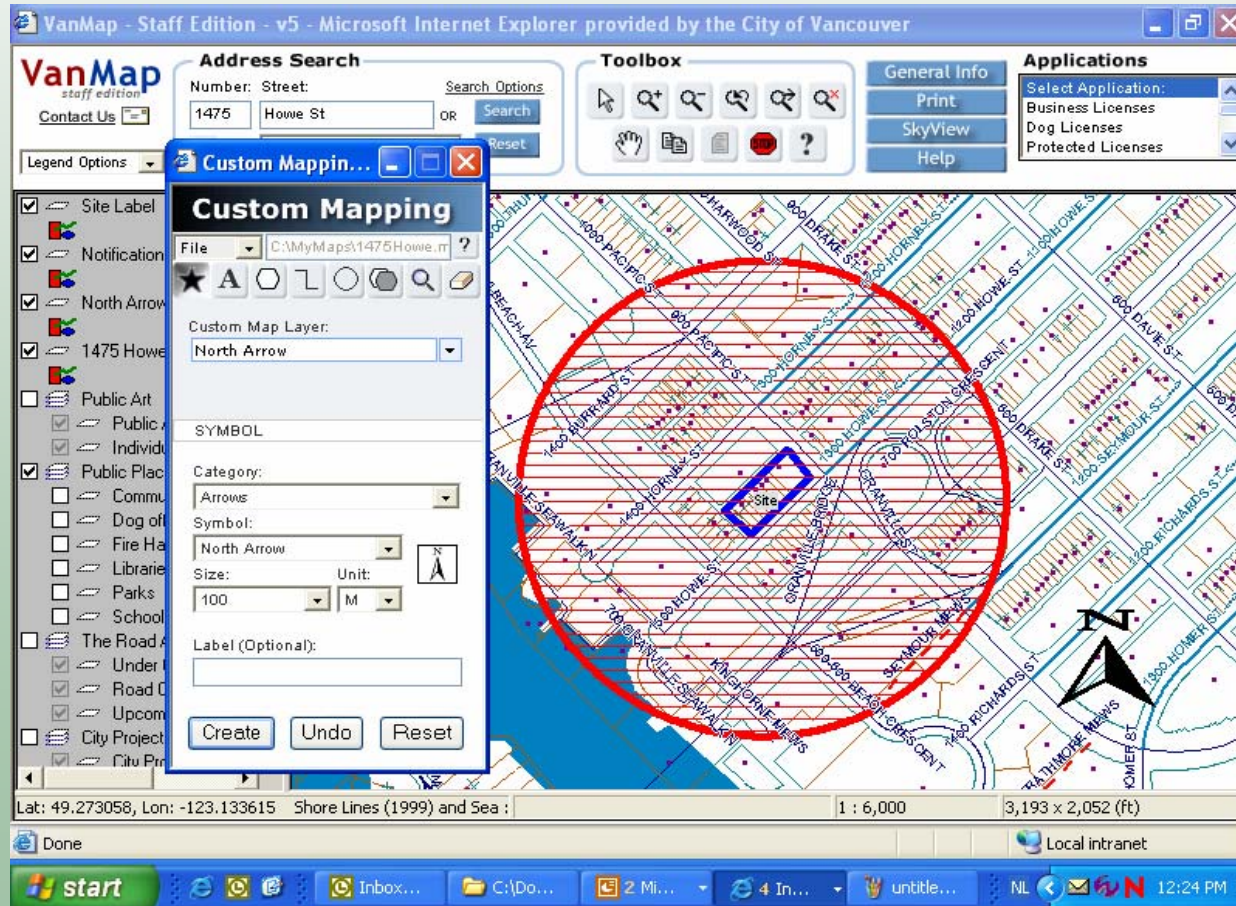 VanMap - Staff Edition - v5 - Microsoft Internet Explorer provided by the City of Vancouver
VanMap
staff edition
Contact Us
Legend Options
Address Search
Number: Street: Search Options
1475 Howe St OR Search
Reset
Toolbox
STOP
?
General Info
Print
SkyView
Help
Applications
Select Application:
Business Licenses
Dog Licenses
Protected Licenses
Site Label
Notification
North Arrow
1475 Howe
Public Art
Public
Individu
Public Plac
Commu
Dog off
Fire Ha
Librarie
Parks
School
The Road
Under
Road
Upcom
City Project
City Pro
Custom Mappin...
Custom Mapping
File C:\MyMaps\1475Howe.m ?
A
Custom Map Layer:
North Arrow
SYMBOL
Category:
Arrows
Symbol:
North Arrow
N
Size: Unit:
100 M
Label (Optional):
Create Undo Reset
1000 PACIFIC ST
HARWOOD ST
900 DRAKE ST
1200 HORNBY ST
1100 HOWE ST
1200 HOWE ST
600 DAVIE ST
BEACH AV
900 PACIFIC ST
1300 HORNBY ST
1400 BURRARD ST
1300 HOWE ST
700 ROLSTON CRESCENT
600 DRAKE ST
1200 SEYMOUR ST
1400 HORNBY ST
Site
GRANVILLE BRIDGE
GRANVILLE ST
1200 RICHARDS ST
1500 HOWE ST
700 GRANVILLE SEAWALK N
KINGHORNE MEWS
SEYMOUR MEWS
500-600 BEACH CRESCENT
1400 RICHARDS ST
1300 HOMER ST
STRATHMORE MEWS
HOMER ST
N
Lat: 49.273058, Lon: -123.133615 Shore Lines (1999) and Sea : 1 : 6,000 3,193 x 2,052 (ft)
Done Local intranet
start Inbox... C:\Do... 2 Mi... 4 In... untitle... NL 12:24 PM